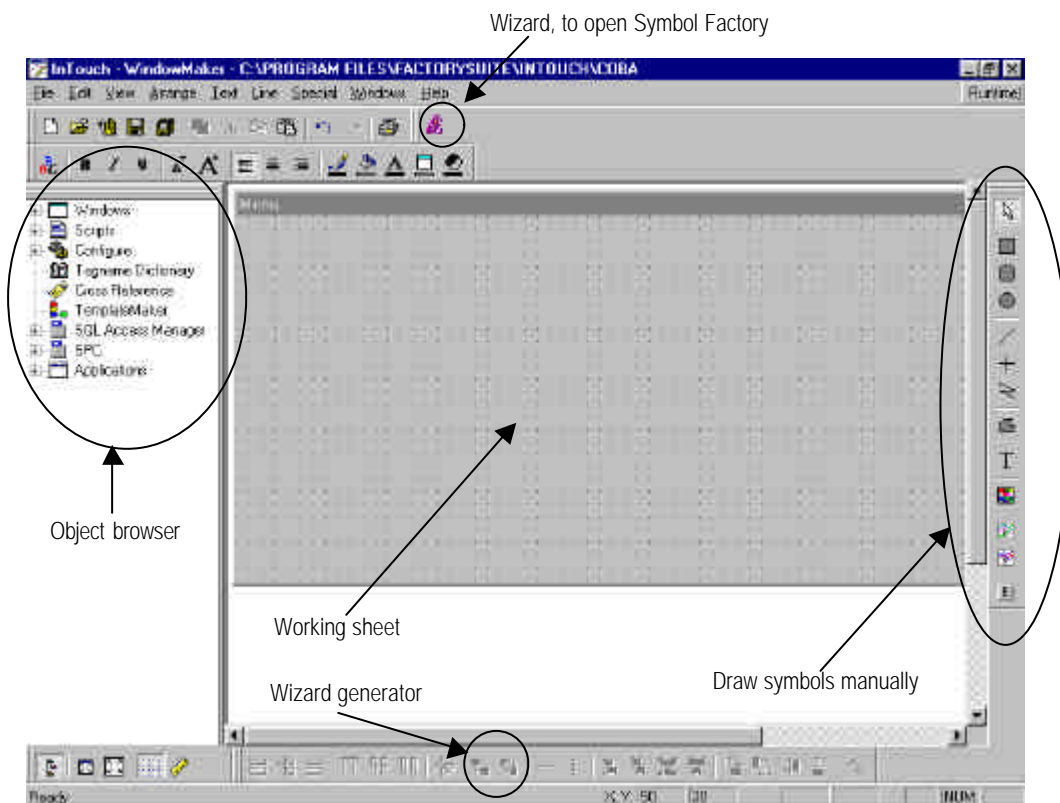 Wizard, to open Symbol Factory
InTouch - WindowMaker - C:\PROGRAM FILES\FACTORYSUITE\INTOUCH\COBA
File Edit View Arrange Text Line Special Windows Help
Runtime!
Menu
Windows
Scripts
Configure
Tagname Dictionary
Cross Reference
TemplateMaker
SQL Access Manager
SPC
Applications
T
Object browser
Working sheet
Wizard generator
Draw symbols manually
Ready
X, Y: 50
NUM